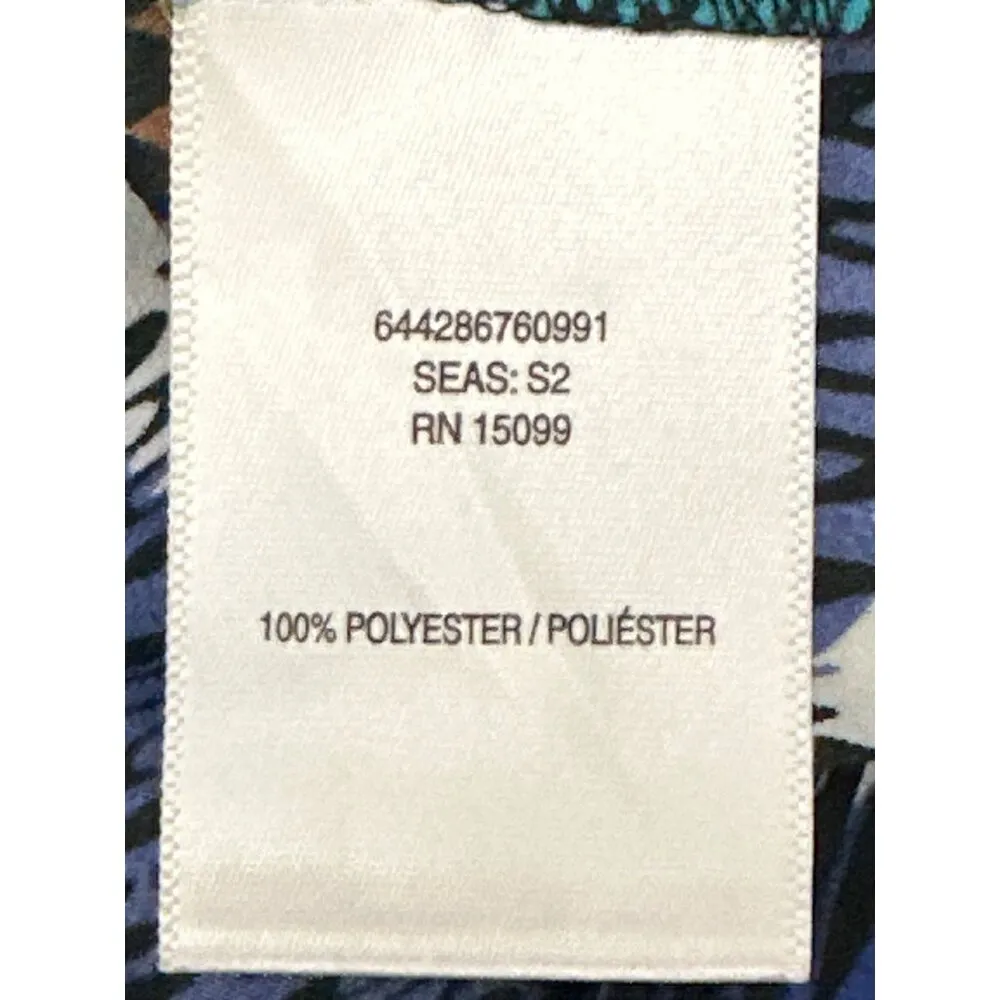 644286760991
SEAS: S2
RN 15099
100% POLYESTER / POLIÉSTER